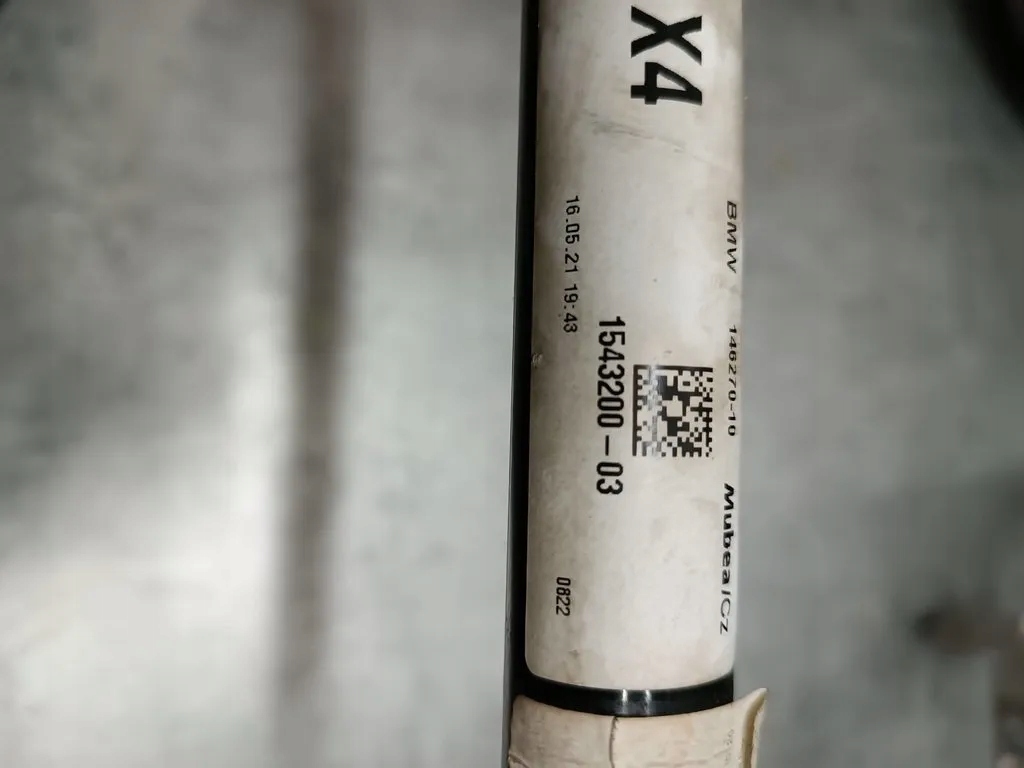 X4
BMW 146270-10 Mubea/Cz
1543200-03
16.05.21 19:43
0822